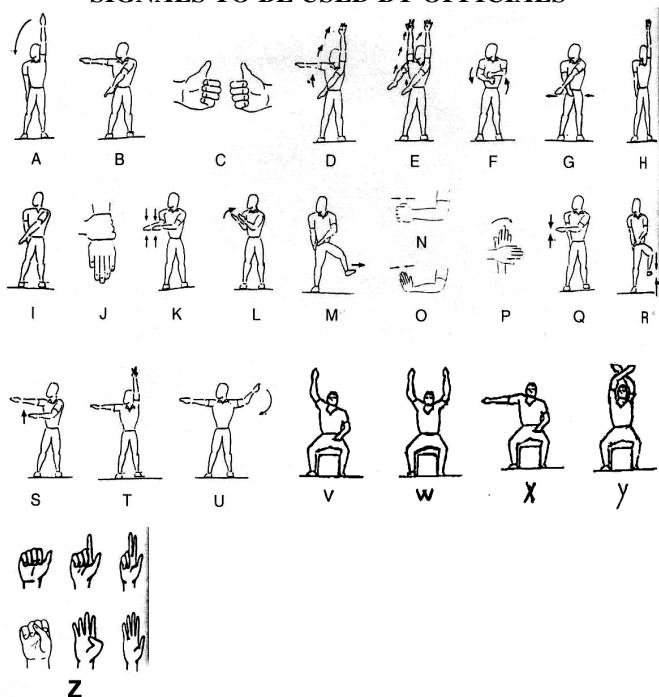 SIGNALS TO BE USED BY OFFICIALS
A B C D E F G H
I J K L M N O P Q R
S T U V W X Y
Z